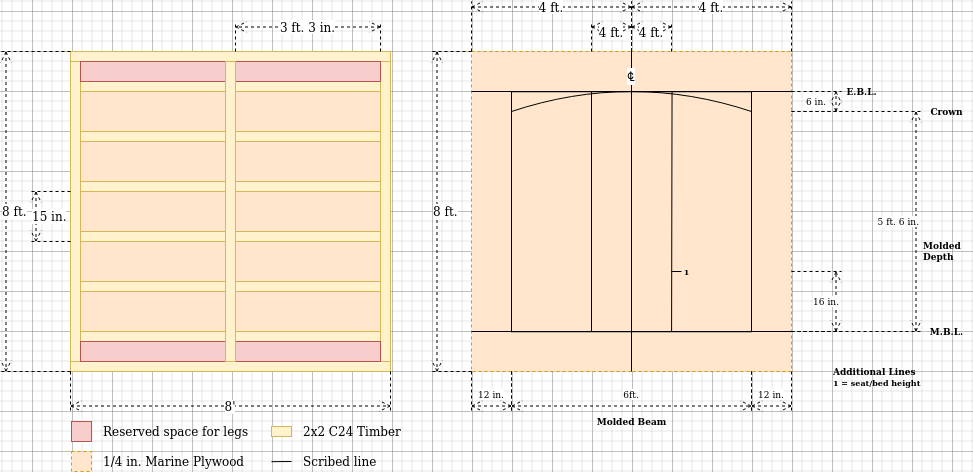 4 ft.
4 ft.
3 ft. 3 in.
4 ft.
4 ft.
℄
E.B.L.
6 in.
Crown
8 ft.
15 in.
8 ft.
5 ft. 6 in.
Molded
Depth
1
16 in.
M.B.L.
Additional Lines
1 = seat/bed height
12 in.
6ft.
12 in.
8'
Molded Beam
Reserved space for legs
2x2 C24 Timber
1/4 in. Marine Plywood
Scribed line